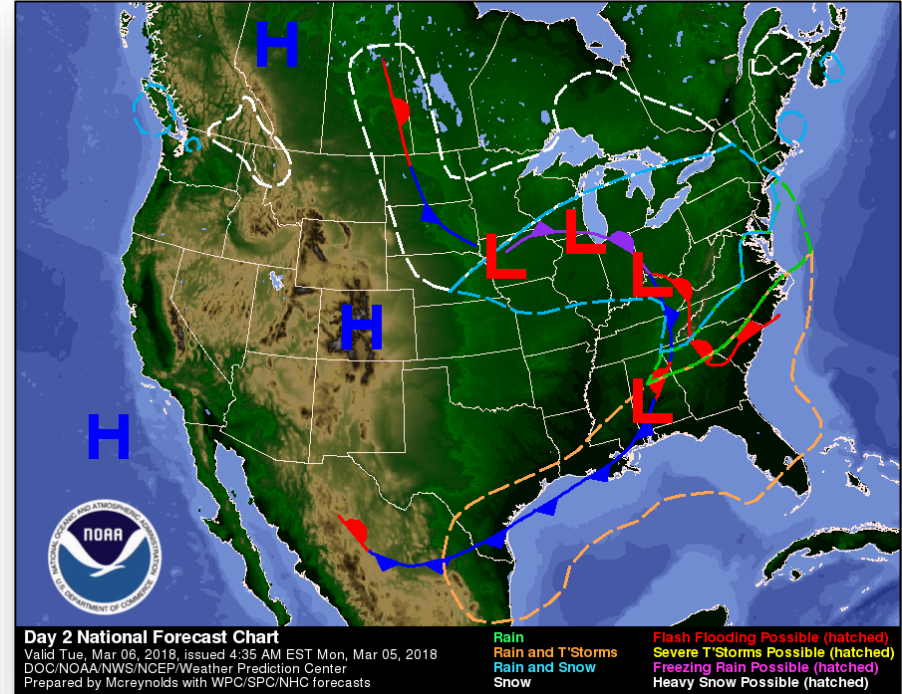 H
H
H
L
L
L
L
NATIONAL OCEANIC AND ATMOSPHERIC ADMINISTRATION
NOAA
U.S. DEPARTMENT OF COMMERCE
Day 2 National Forecast Chart
Valid Tue, Mar 06, 2018, issued 4:35 AM EST Mon, Mar 05, 2018
DOC/NOAA/NWS/NCEP/Weather Prediction Center
Prepared by Mcreynolds with WPC/SPC/NHC forecasts
Rain
Rain and T'Storms
Rain and Snow
Snow
Flash Flooding Possible (hatched)
Severe T'Storms Possible (hatched)
Freezing Rain Possible (hatched)
Heavy Snow Possible (hatched)